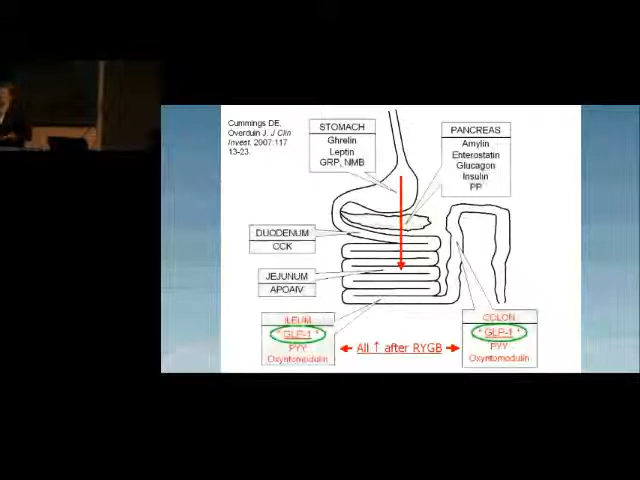 Cummings DE,
Overduin J. J Clin
Invest. 2007:117
13-23.
STOMACH
Ghrelin
Leptin
GRP, NMB
PANCREAS
Amylin
Enterostatin
Glucagon
Insulin
PP
DUODENUM
CCK
JEJUNUM
APOAIV
ILEUM
* GLP-1 *
PYY
Oxyntomodulin
All ↑ after RYGB
COLON
* GLP-1 *
PYY
Oxyntomodulin